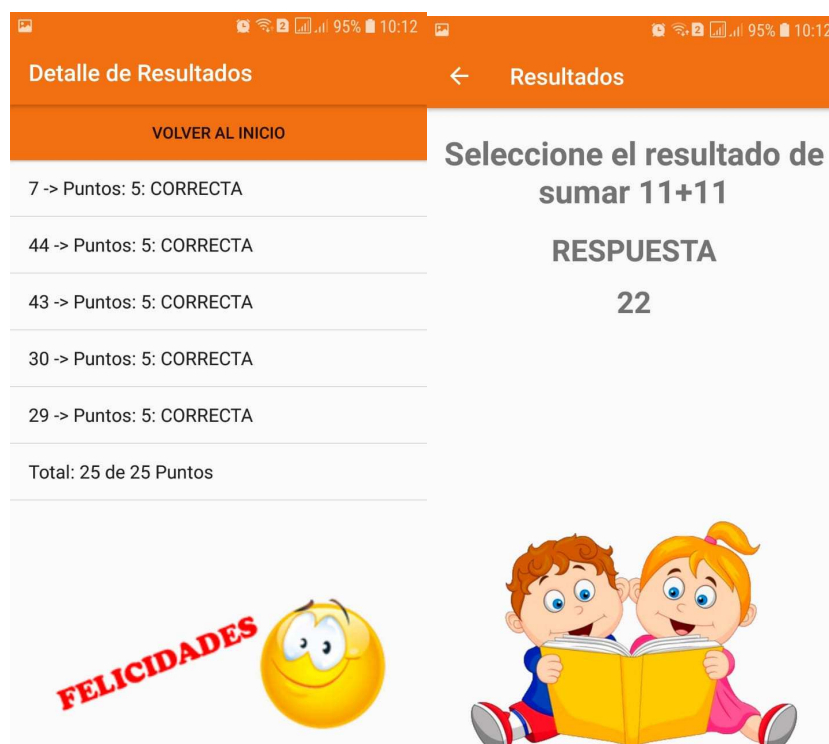 2 95% 10:12
Detalle de Resultados
VOLVER AL INICIO
7 -> Puntos: 5: CORRECTA
44 -> Puntos: 5: CORRECTA
43 -> Puntos: 5: CORRECTA
30 -> Puntos: 5: CORRECTA
29 -> Puntos: 5: CORRECTA
Total: 25 de 25 Puntos
FELICIDADES
2 95% 10:12
Resultados
Seleccione el resultado de
sumar 11+11
RESPUESTA
22